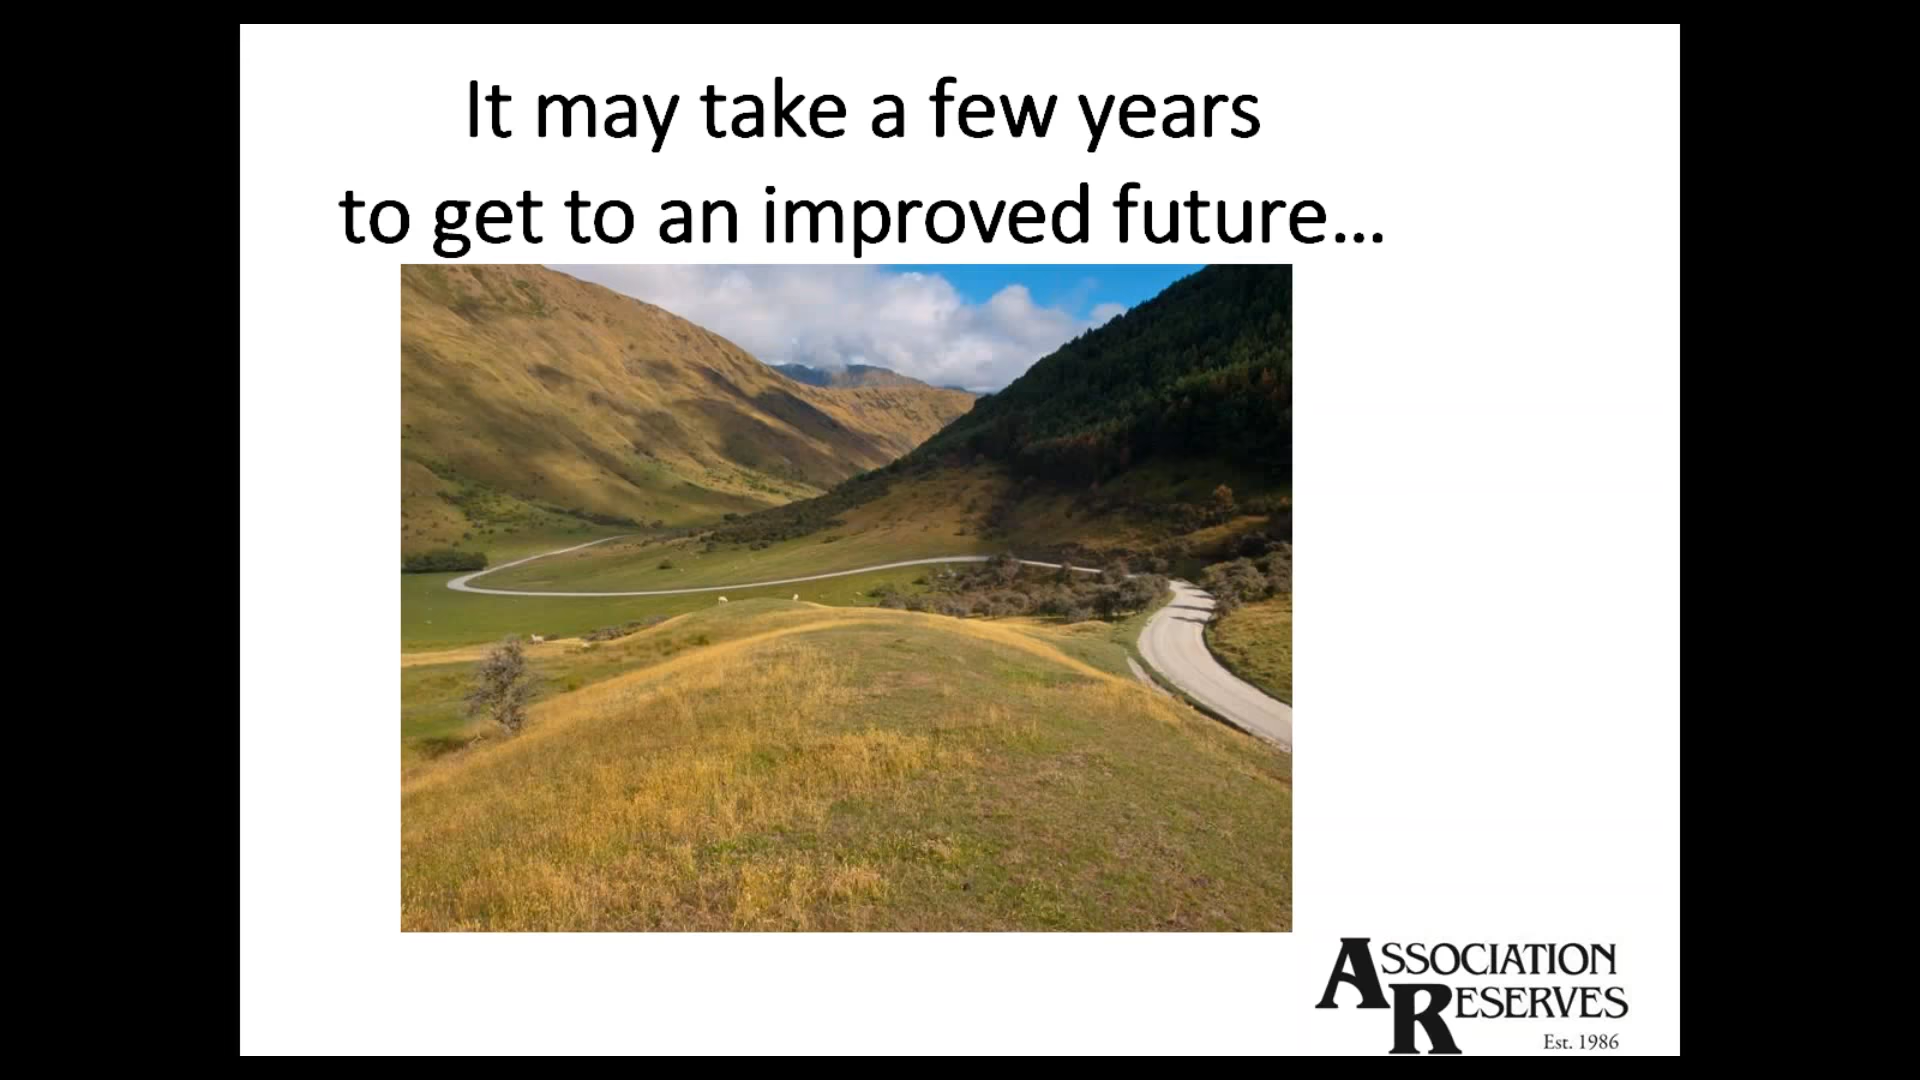 It may take a few years
to get to an improved future...
ASSOCIATION
RESERVES
Est. 1986